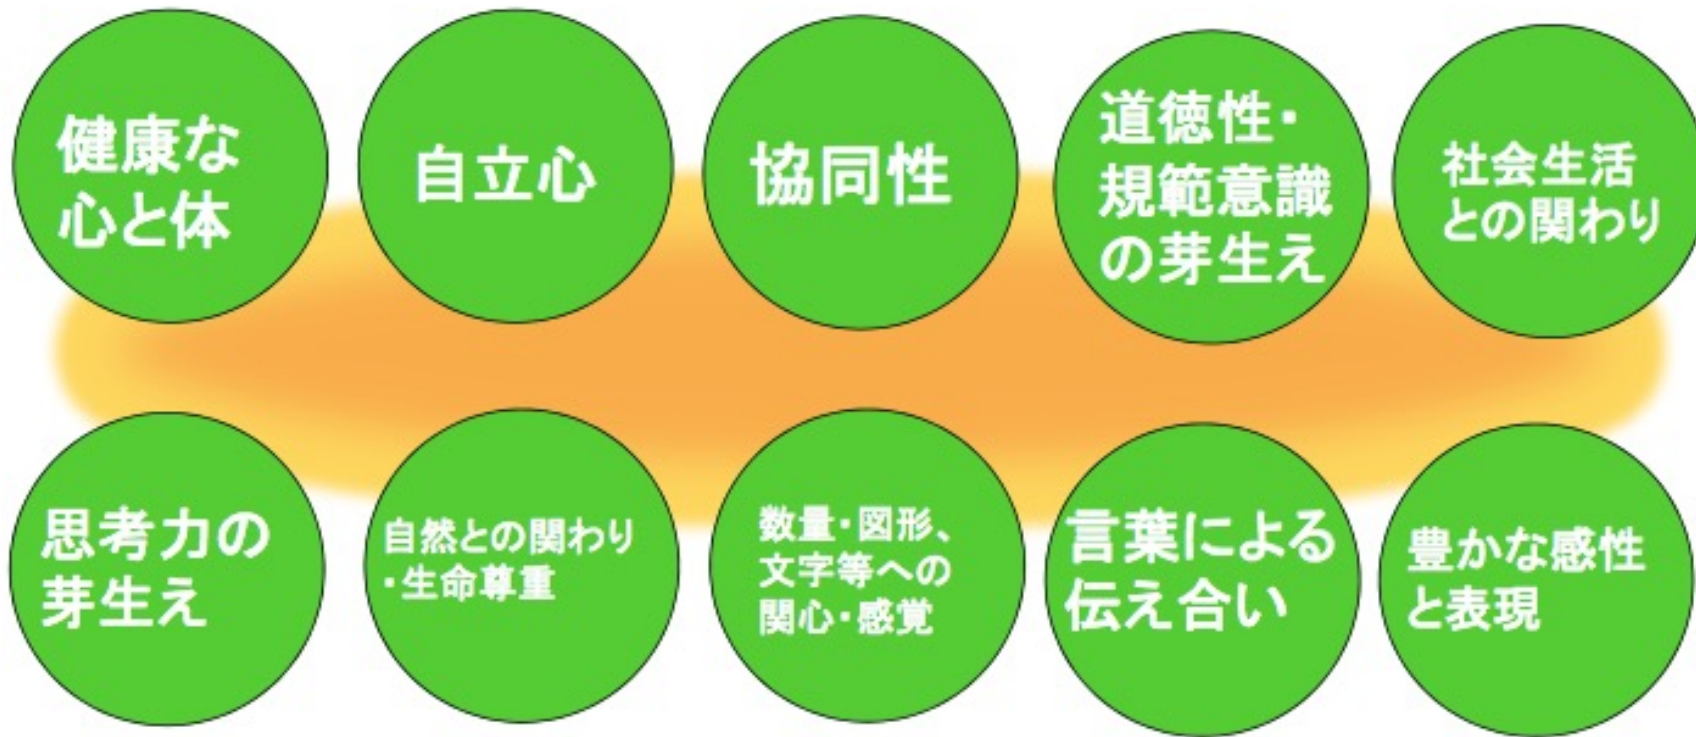 健康な
心と体
自立心
協同性
道徳性・
規範意識
の芽生え
社会生活
との関わり
思考力の
芽生え
自然との関わり
・生命尊重
数量・図形、
文字等への
関心・感覚
言葉による
伝え合い
豊かな感性
と表現